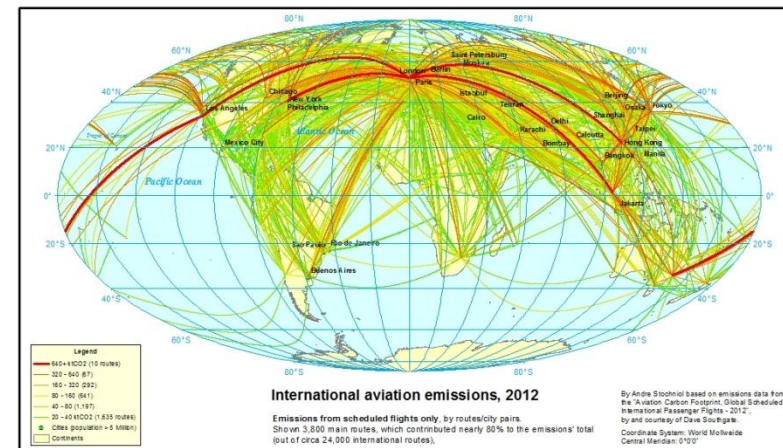 80°N
80°N
60°N
60°N
40°N
40°N
20°N
20°N
0°
0°
20°S
20°S
40°S
40°S
60°S
60°S
Saint Petersburg
Moskva
London
Berlin
Paris
Istanbul
Tehran
Cairo
Karachi
Delhi
Bombay
Calcutta
Beijing
Osaka
Tokyo
Shanghai
Taipei
Hong Kong
Bangkok
Manila
Jakarta
Chicago
New York
Philadelphia
Los Angeles
Mexico City
Atlantic Ocean
Pacific Ocean
Tropic of Cancer
Sao Paulo
Rio de Janeiro
Buenos Aires
Legend
640+ ktCO2 (10 routes)
320 - 640 (67)
160 - 320 (292)
80 - 160 (641)
40 - 80 (1,197)
20 - 40 ktCO2 (1,635 routes)
Cities (population > 5 Million)
Continents
International aviation emissions, 2012
Emissions from scheduled flights only, by routes/city pairs.
Shown 3,800 main routes, which contributed nearly 80% to the emissions' total
(out of circa 24,000 international routes),
By Andre Stochniol based on emissions data from
the "Aviation Carbon Footprint, Global Scheduled
International Passenger Flights - 2012",
by and courtesy of Dave Southgate.
Coordinate System: World Mollweide
Central Meridian: 0°0'0"